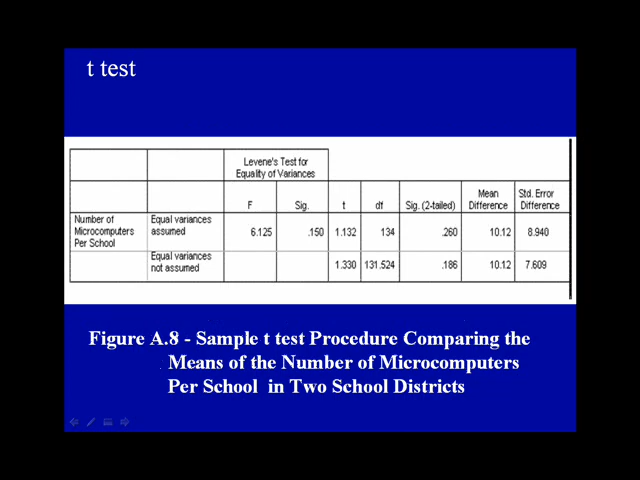 t test
Levene's Test for
Equality of Variances
F Sig. t df Sig. (2-tailed) Mean Difference Std. Error Difference
Number of Microcomputers Per School Equal variances assumed 6.125 .150 1.132 134 .260 10.12 8.940
Equal variances not assumed 1.330 131.524 .186 10.12 7.609
Figure A.8 - Sample t test Procedure Comparing the
Means of the Number of Microcomputers
Per School in Two School Districts